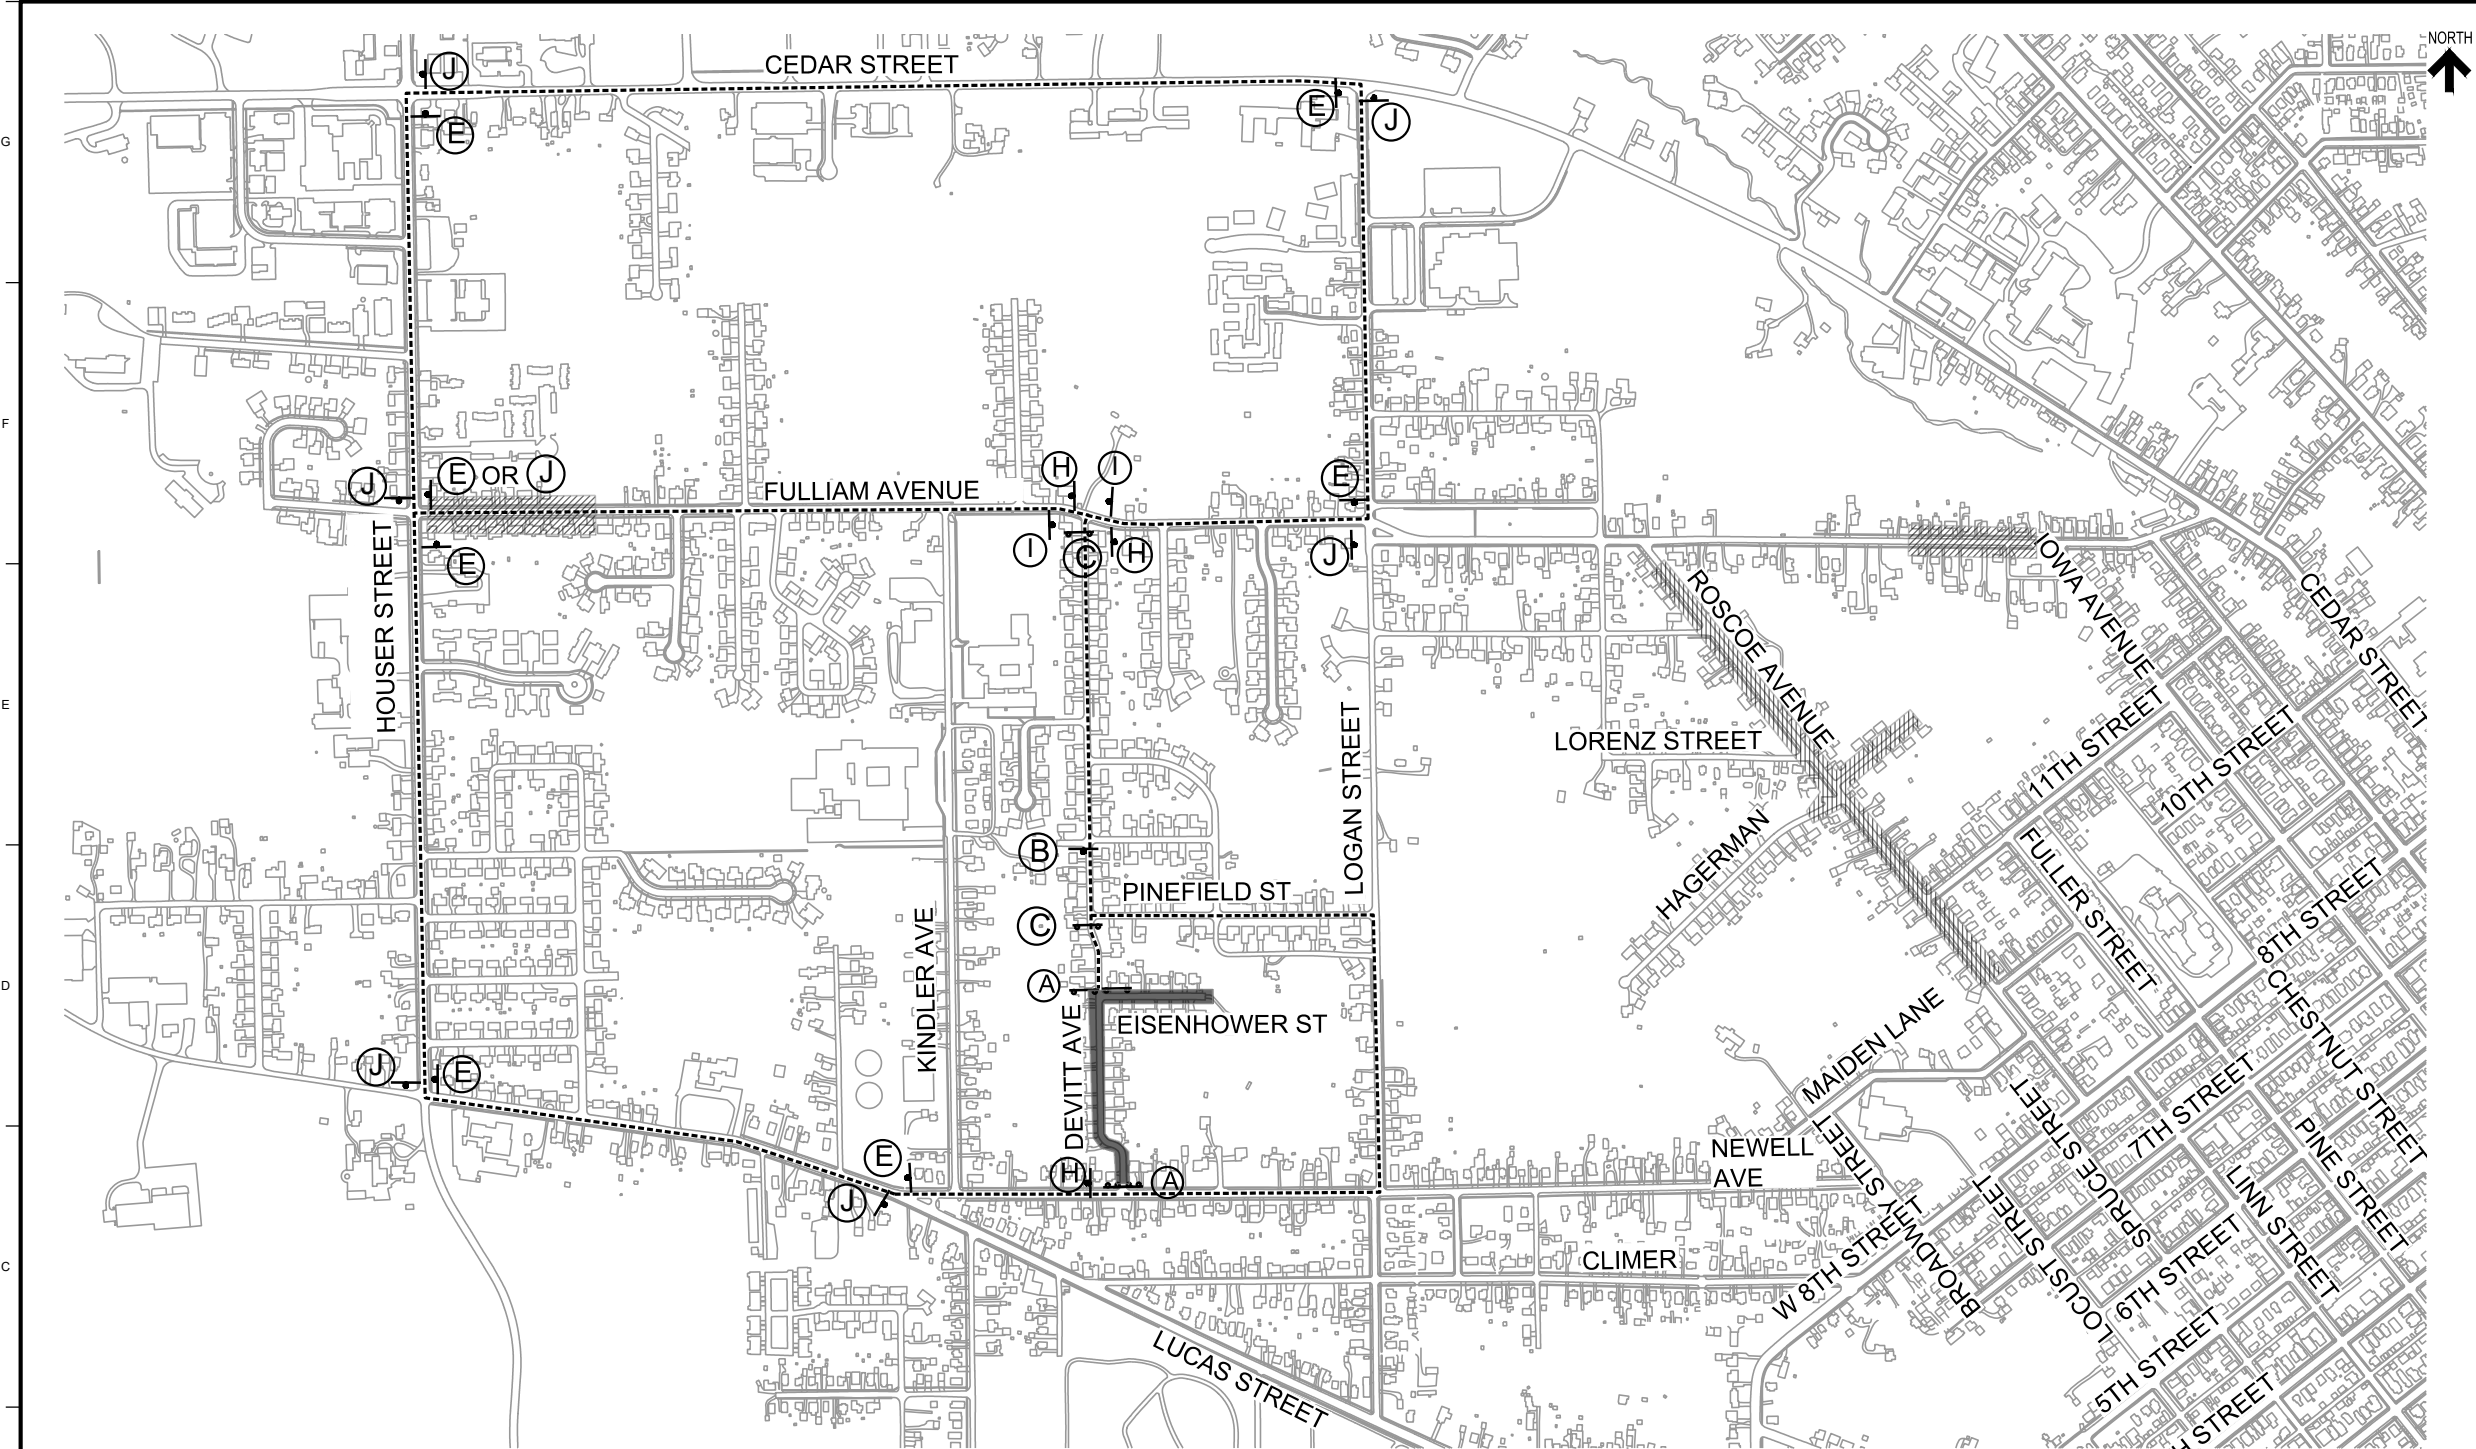 NORTH
CEDAR STREET
J
E
E
J
G
F
J
E OR J
FULLIAM AVENUE
H
I
E
I
C
H
J
E
HOUSER STREET
IOWA AVENUE
ROSCOE AVENUE
CEDAR STREET
E
LORENZ STREET
LOGAN STREET
11TH STREET
10TH STREET
B
PINEFIELD ST
HAGERMAN
FULLER STREET
8TH STREET
C
KINDLER AVE
D
A
EISENHOWER ST
DEVITT AVE
CHESTNUT STREET
MAIDEN LANE
J
E
7TH STREET
SPRUCE STREET
PINE STREET
NEWELL
AVE
E
H
A
J
BROADWAY STREET
LOCUST STREET
LINN STREET
W 8TH STREET
6TH STREET
CLIMER
C
LUCAS STREET
5TH STREET
H STREET